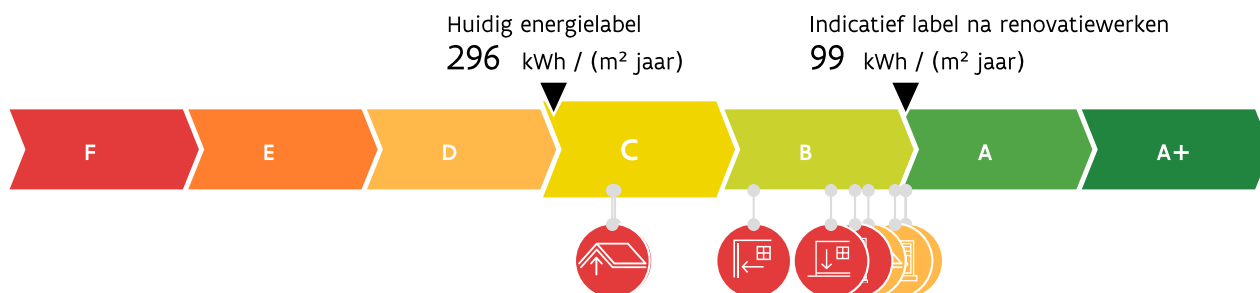 Huidig energielabel
296 kWh / (m² jaar)
Indicatief label na renovatiewerken
99 kWh / (m² jaar)
F E D C B A A+